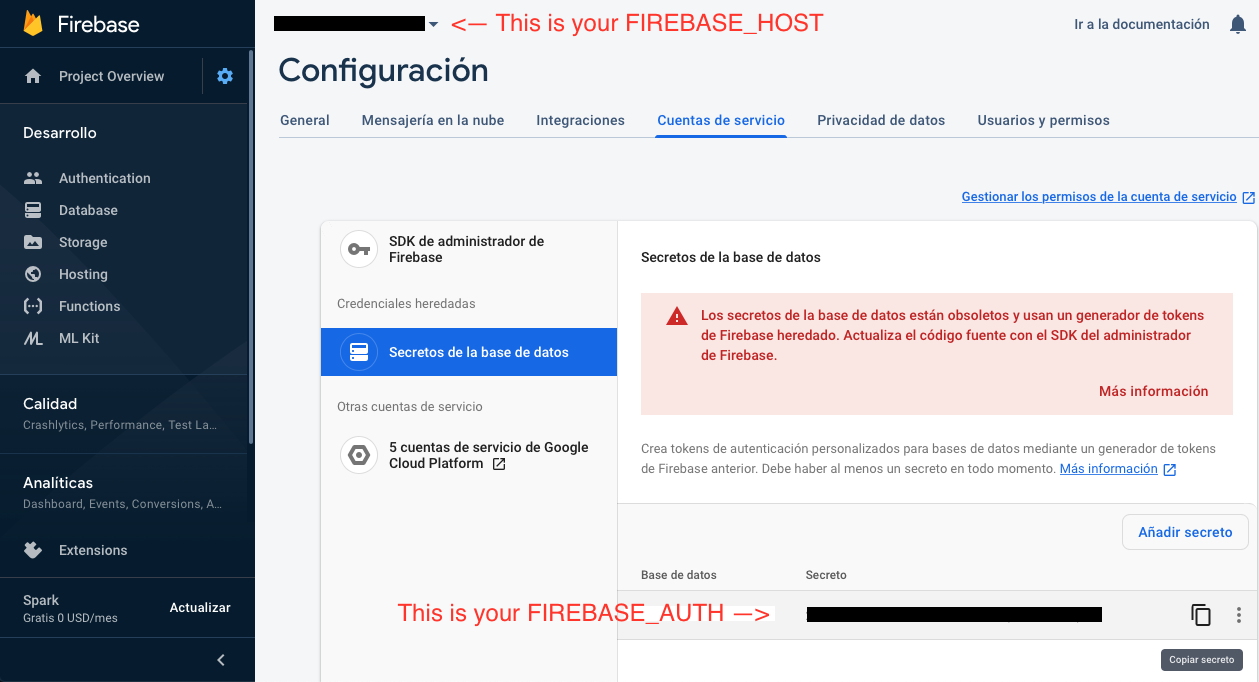 Firebase
<— This is your FIREBASE_HOST
Ir a la documentación
Project Overview
Configuración
General
Mensajería en la nube
Integraciones
Cuentas de servicio
Privacidad de datos
Usuarios y permisos
Desarrollo
Authentication
Database
Storage
Hosting
Functions
ML Kit
Calidad
Crashlytics, Performance, Test La...
Analíticas
Dashboard, Events, Conversions, A...
Extensions
Spark
Gratis 0 USD/mes
Actualizar
Gestionar los permisos de la cuenta de servicio
SDK de administrador de
Firebase
Credenciales heredadas
Secretos de la base de datos
Otras cuentas de servicio
5 cuentas de servicio de Google
Cloud Platform
Secretos de la base de datos
Los secretos de la base de datos están obsoletos y usan un generador de tokens
de Firebase heredado. Actualiza el código fuente con el SDK del administrador
de Firebase.
Más información
Crea tokens de autenticación personalizados para bases de datos mediante un generador de tokens
de Firebase anterior. Debe haber al menos un secreto en todo momento. Más información
Añadir secreto
Base de datos
Secreto
This is your FIREBASE_AUTH —>
Copiar secreto